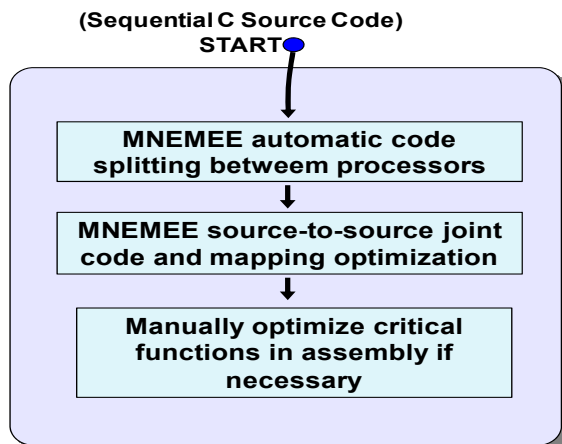 (Sequential C Source Code)
START
MNEMEE automatic code
splitting betweem processors
MNEMEE source-to-source joint
code and mapping optimization
Manually optimize critical
functions in assembly if
necessary